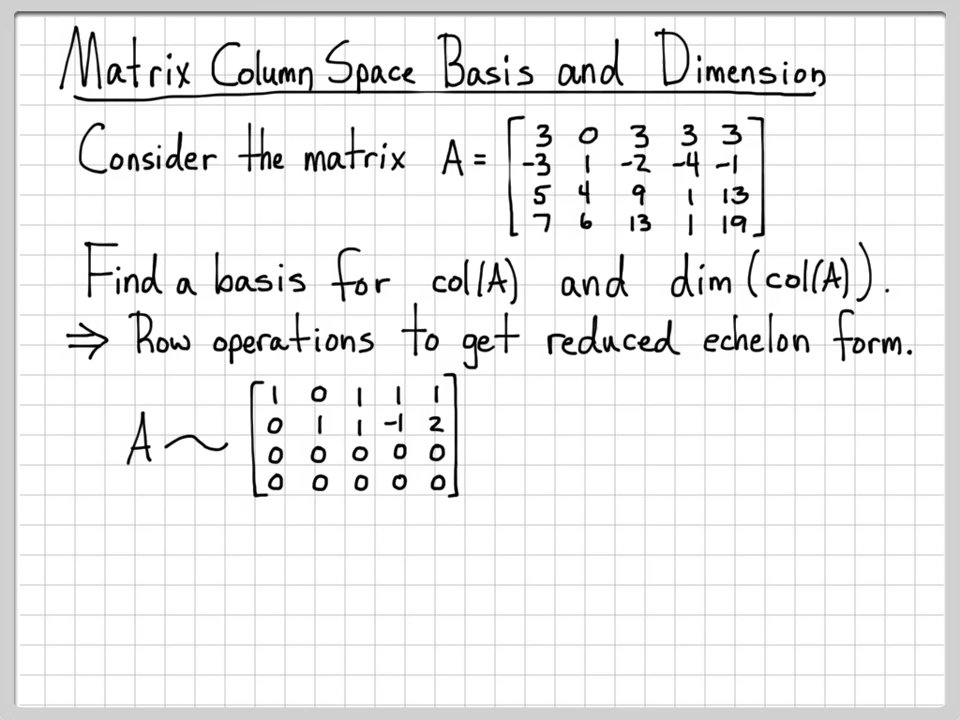 Matrix Column Space Basis and Dimension
Consider the matrix A = [3 0 3 3 3
-3 1 -2 -4 -1
5 4 9 1 13
7 6 13 1 19]
Find a basis for col(A) and dim(col(A)).
⇒ Row operations to get reduced echelon form.
A ~ [1 0 1 1 1
0 1 1 -1 2
0 0 0 0 0
0 0 0 0 0]